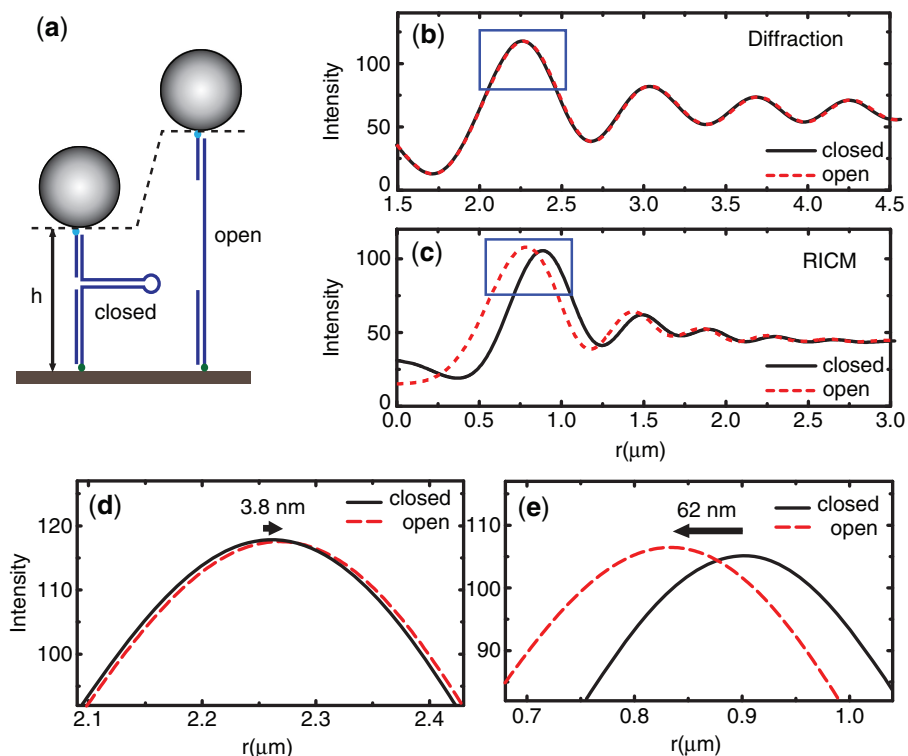 (a)
h
closed
open
(b)
Diffraction
Intensity
100
50
0
closed
open
1.5 2.0 2.5 3.0 3.5 4.0 4.5
(c)
RICM
Intensity
100
50
0
closed
open
0.0 0.5 1.0 1.5 2.0 2.5 3.0
r(μm)
(d)
3.8 nm
closed
open
Intensity
120
110
100
2.1 2.2 2.3 2.4
r(μm)
(e)
62 nm
closed
open
110
100
90
0.7 0.8 0.9 1.0
r(μm)